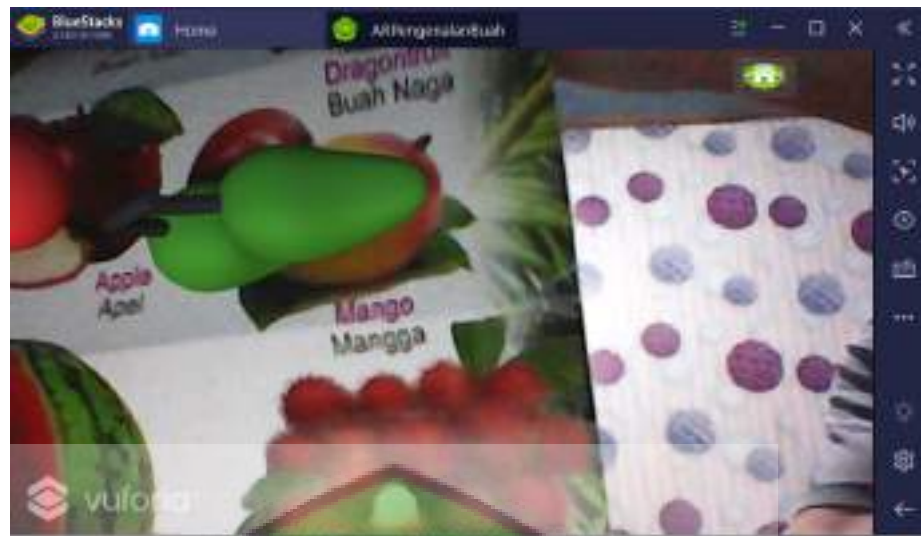 BlueStacks
Home
ARPengenalanBuah
Dragonfruit
Buah Naga
Apple
Apel
Mango
Mangga
vuforia